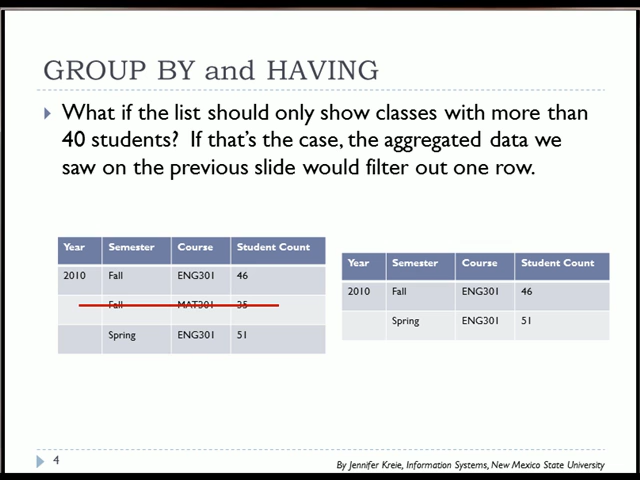 GROUP BY and HAVING
What if the list should only show classes with more than
40 students? If that's the case, the aggregated data we
saw on the previous slide would filter out one row.
Year Semester Course Student Count
2010 Fall ENG301 46
Fall MAT301 35
Spring ENG301 51
Year Semester Course Student Count
2010 Fall ENG301 46
Spring ENG301 51
4
By Jennifer Kreie, Information Systems, New Mexico State University